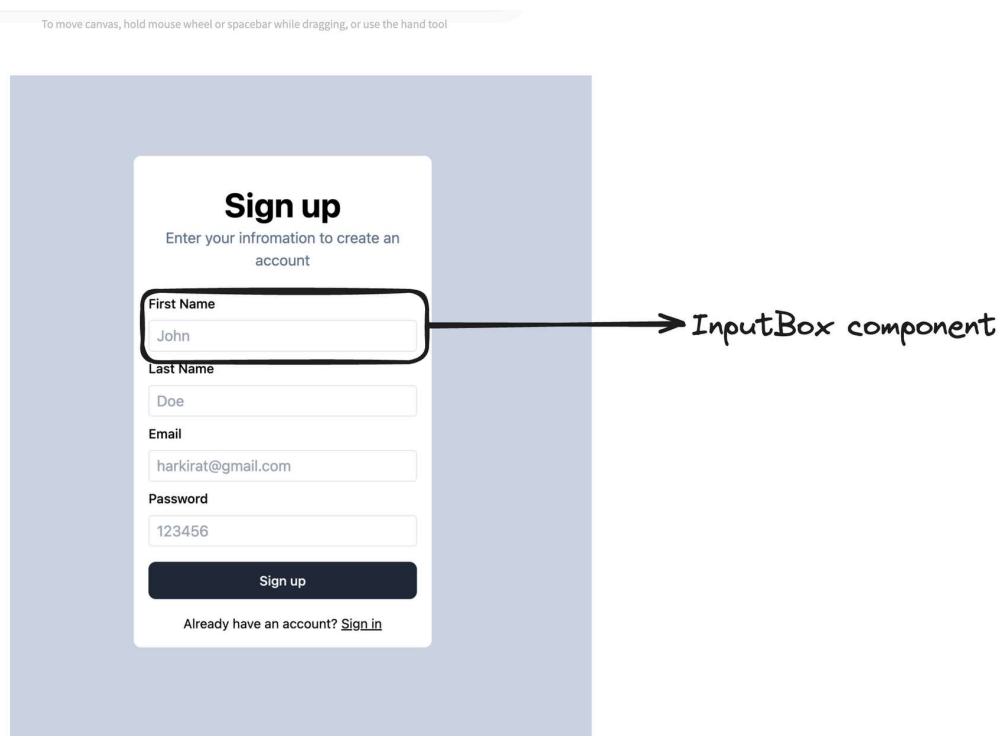 To move canvas, hold mouse wheel or spacebar while dragging, or use the hand tool
Sign up
Enter your infromation to create an
account
First Name
John
InputBox component
Last Name
Doe
Email
harkirat@gmail.com
Password
123456
Sign up
Already have an account? Sign in